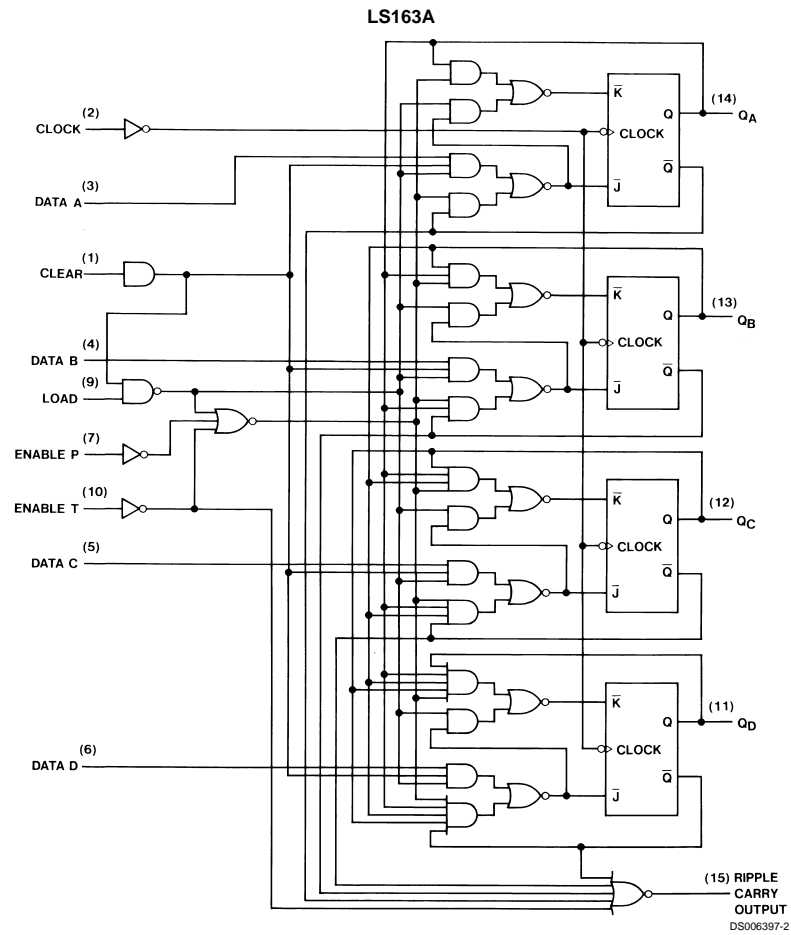 LS163A
(2)
CLOCK
(3)
DATA A
(1)
CLEAR
(4)
DATA B
(9)
LOAD
(7)
ENABLE P
(10)
ENABLE T
(5)
DATA C
(6)
DATA D
K̅
Q
CLOCK
Q̅
J̅
(14)
QA
K̅
Q
CLOCK
Q̅
J̅
(13)
QB
K̅
Q
CLOCK
Q̅
J̅
(12)
QC
K̅
Q
CLOCK
Q̅
J̅
(11)
QD
(15) RIPPLE
CARRY
OUTPUT
DS006397-2